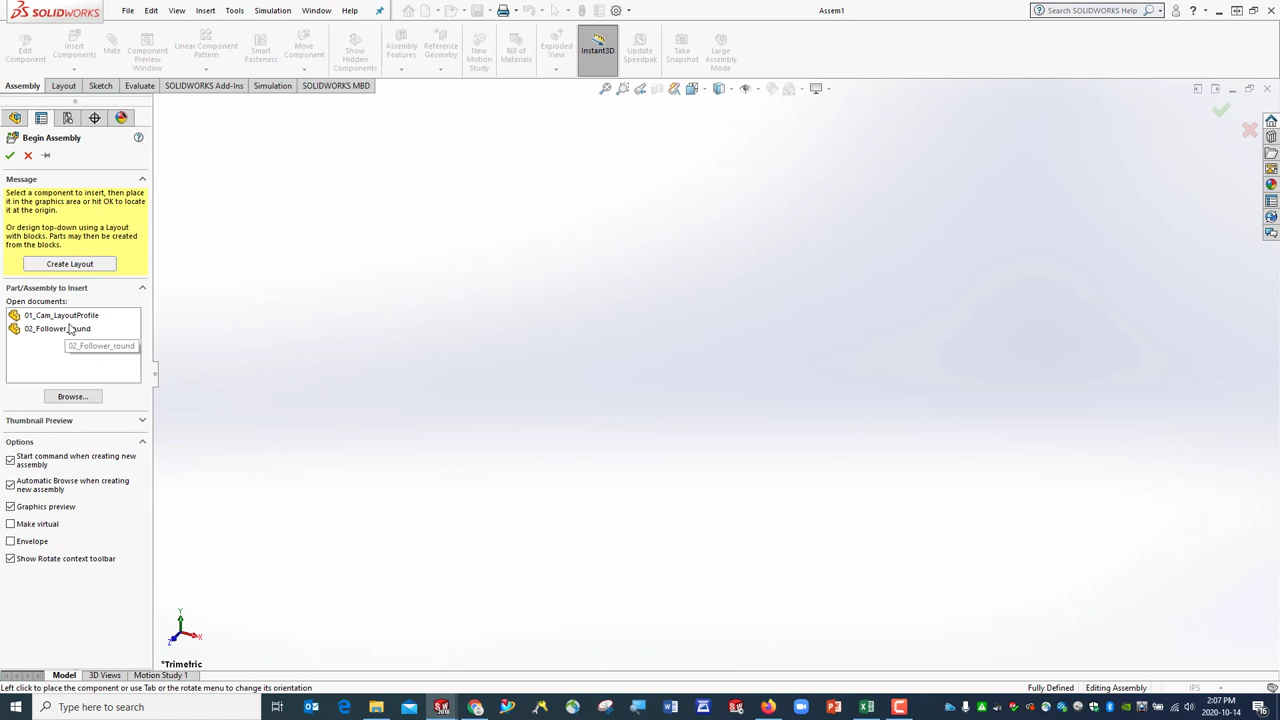 SOLIDWORKS
File Edit View Insert Tools Simulation Window Help
Assem1
Search SOLIDWORKS Help
Edit Component
Insert Components
Mate
Component Preview Window
Linear Component Pattern
Smart Fasteners
Move Component
Show Hidden Components
Assembly Features
Reference Geometry
New Motion Study
Bill of Materials
Exploded View
Instant3D
Update Speedpak
Take Snapshot
Large Assembly Mode
Assembly Layout Sketch Evaluate SOLIDWORKS Add-Ins Simulation SOLIDWORKS MBD
Begin Assembly
Message
Select a component to insert, then place
it in the graphics area or hit OK to locate
it at the origin.
Or design top-down using a Layout
with blocks. Parts may then be created
from the blocks.
Create Layout
Part/Assembly to Insert
Open documents:
01_Cam_LayoutProfile
02_Follower_round
02_Follower_round
Browse...
Thumbnail Preview
Options
Start command when creating new
assembly
Automatic Browse when creating
new assembly
Graphics preview
Make virtual
Envelope
Show Rotate context toolbar
Y
X
Z
*Trimetric
Model 3D Views Motion Study 1
Left click to place the component or use Tab or the rotate menu to change its orientation
Fully Defined Editing Assembly IPS
Type here to search
2:07 PM
2020-10-14